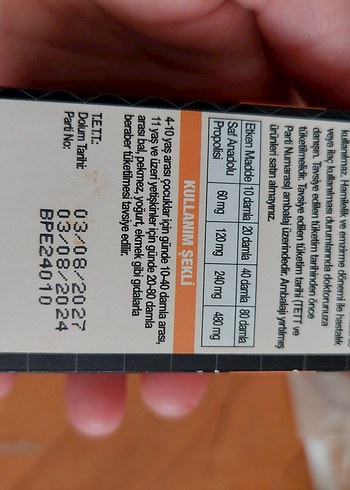 kullanılmaz. Hamilelik ve emzirme dönemi ile hastalık
veya ilaç kullanılması durumlarında doktorunuza
danışın. Tavsiye edilen tüketim tarihinden önce
tüketilmelidir. Tavsiye edilen tüketim tarihi (TETT ve
Parti Numarası) ambalaj üzerindedir. Ambalajı yırtılmış
ürünleri satın almayınız.
Etken Madde 10 damla 20 damla 40 damla 80 damla
Saf Anadolu Propolisi 60 mg 120 mg 240 mg 480 mg
KULLANIM ŞEKLİ
4-10 yaş arası çocuklar için günde 10-40 damla arası,
11 yaş ve üzeri yetişkinler için günde 20-80 damla
arası bal, pekmez, yoğurt, ekmek gibi gıdalarla
beraber tüketilmesi tavsiye edilir.
T.E.T.T.: 03/08/2027
Dolum Tarihi: 03/08/2024
Parti No: BPE24010